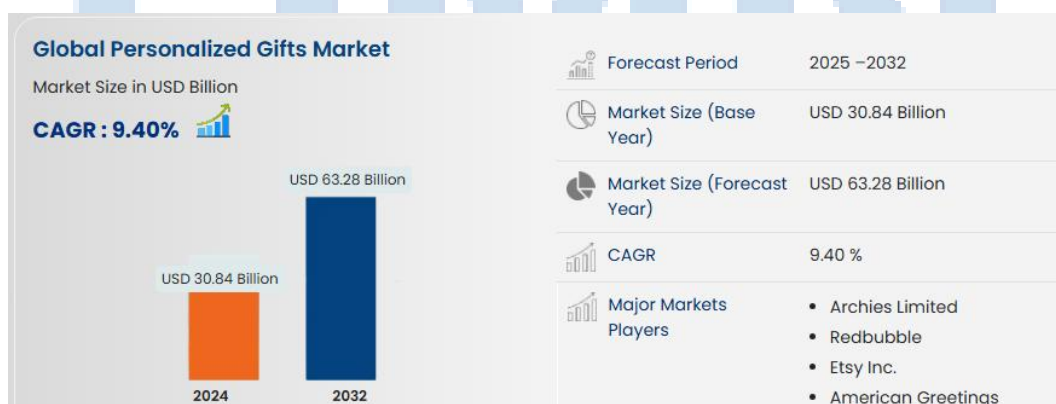 Global Personalized Gifts Market
Market Size in USD Billion
CAGR : 9.40%
USD 63.28 Billion
USD 30.84 Billion
2024
2032
Forecast Period
2025 –2032
Market Size (Base
Year)
USD 30.84 Billion
Market Size (Forecast
Year)
USD 63.28 Billion
CAGR
9.40 %
Major Markets
Players
• Archies Limited
• Redbubble
• Etsy Inc.
• American Greetings